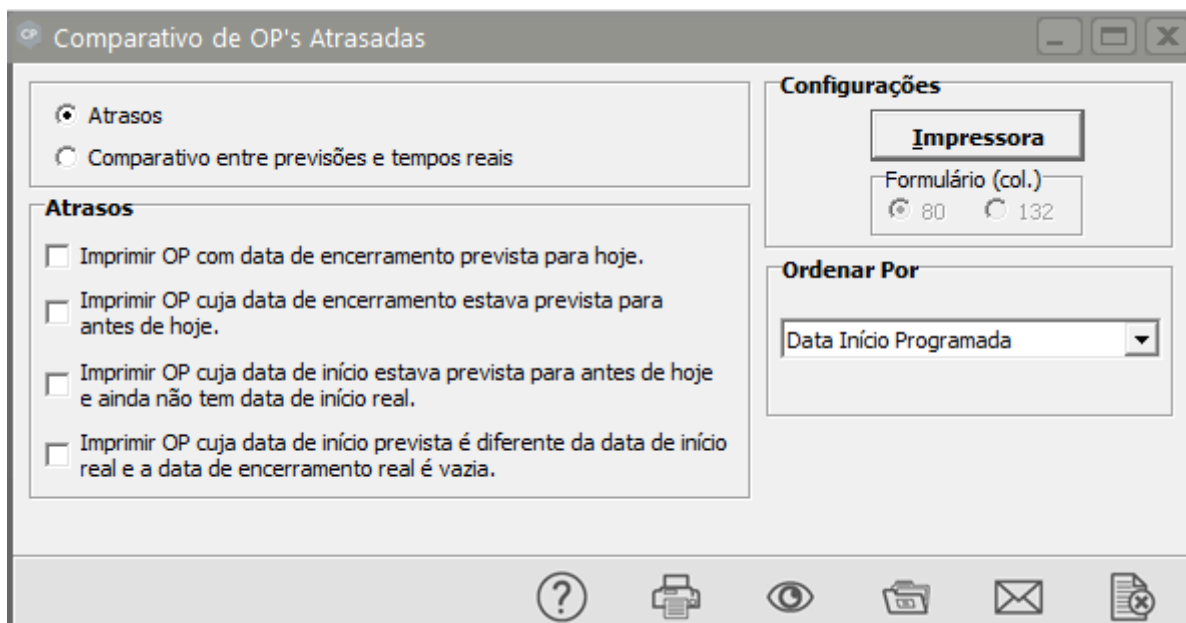 CP Comparativo de OP's Atrasadas
Atrasos
Comparativo entre previsões e tempos reais
Atrasos
Imprimir OP com data de encerramento prevista para hoje.
Imprimir OP cuja data de encerramento estava prevista para
antes de hoje.
Imprimir OP cuja data de início estava prevista para antes de hoje
e ainda não tem data de início real.
Imprimir OP cuja data de início prevista é diferente da data de início
real e a data de encerramento real é vazia.
Configurações
Impressora
Formulário (col.)
80 132
Ordenar Por
Data Início Programada